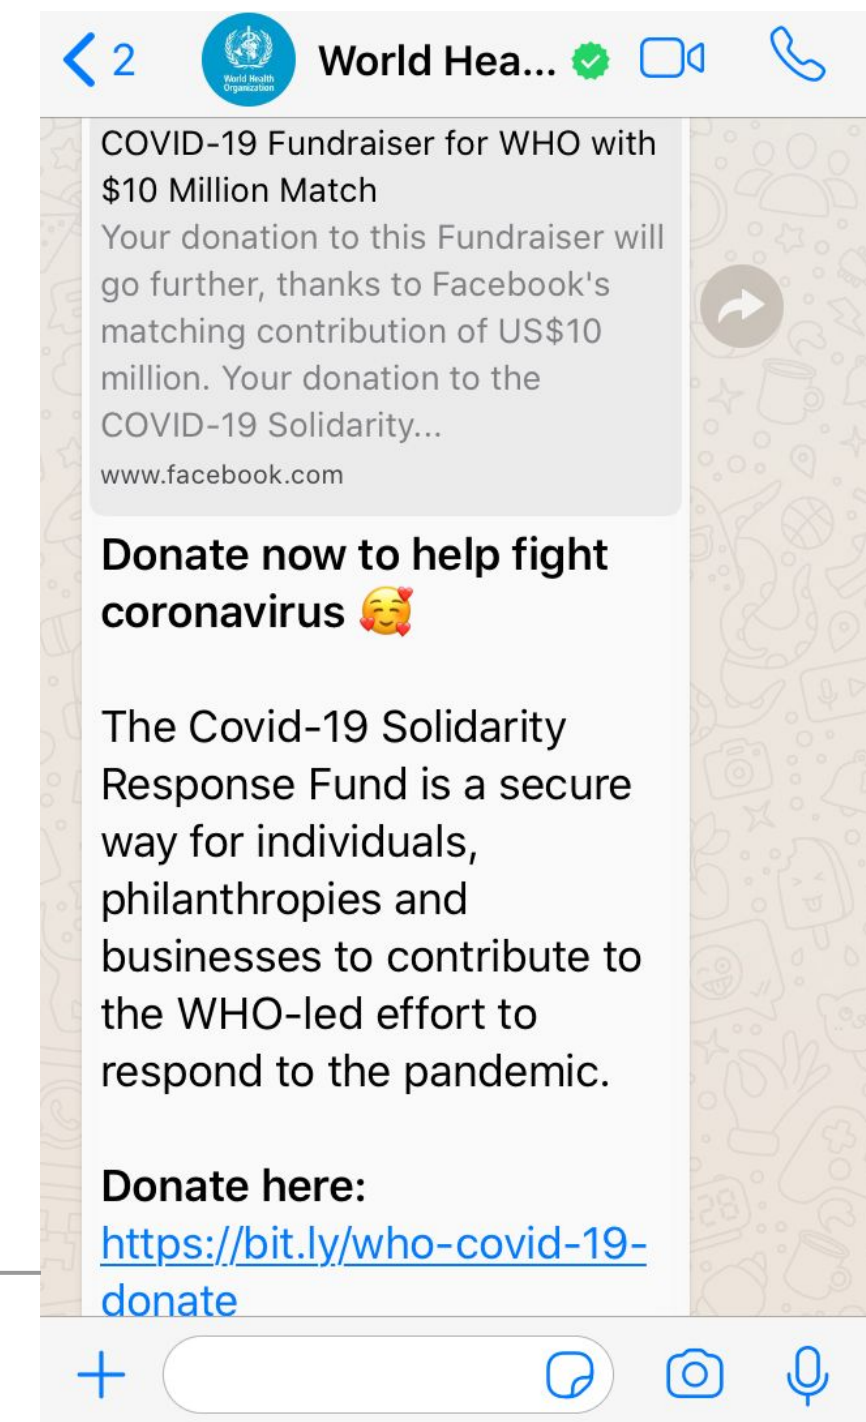 2
World Health
Organization
World Hea...
COVID-19 Fundraiser for WHO with
$10 Million Match
Your donation to this Fundraiser will
go further, thanks to Facebook's
matching contribution of US$10
million. Your donation to the
COVID-19 Solidarity...
www.facebook.com
Donate now to help fight
coronavirus 🥰
The Covid-19 Solidarity
Response Fund is a secure
way for individuals,
philanthropies and
businesses to contribute to
the WHO-led effort to
respond to the pandemic.
Donate here:
https://bit.ly/who-covid-19-
donate